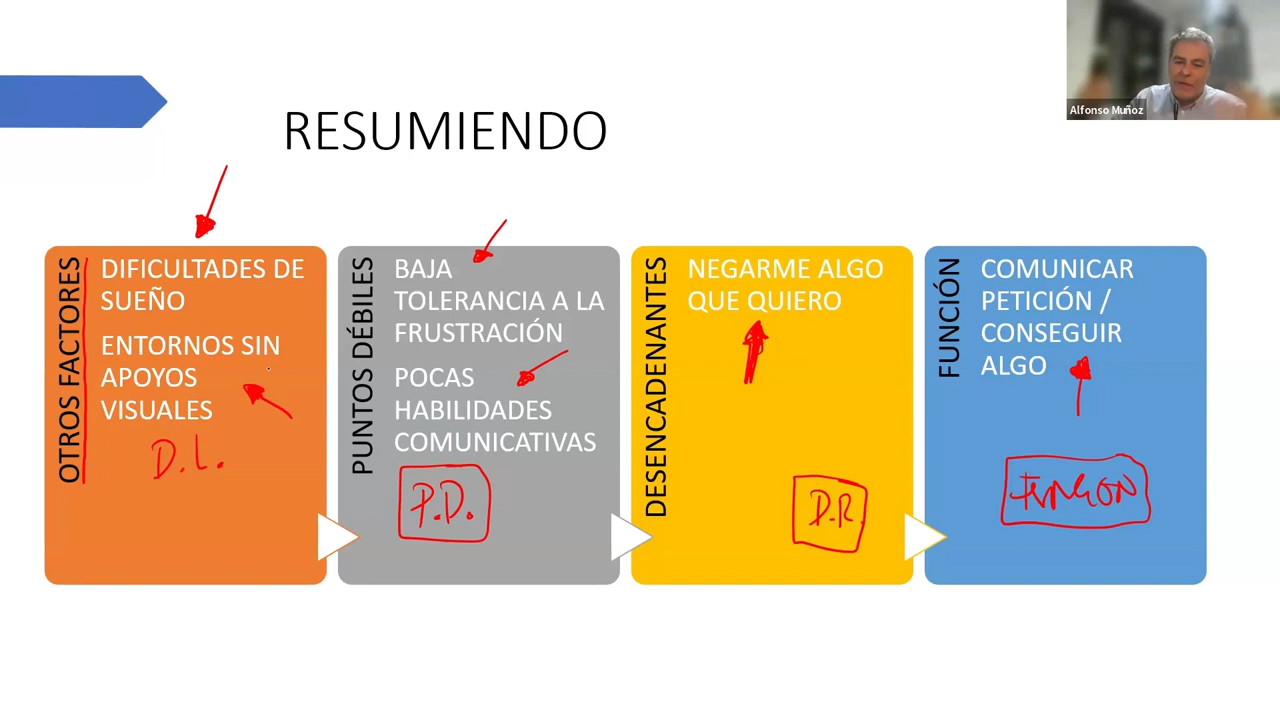 Alfonso Muñoz
RESUMIENDO
OTROS FACTORES
DIFICULTADES DE
SUEÑO
ENTORNOS SIN
APOYOS
VISUALES
D.L.
PUNTOS DÉBILES
BAJA
TOLERANCIA A LA
FRUSTRACIÓN
POCAS
HABILIDADES
COMUNICATIVAS
P.D.
DESENCADENANTES
NEGARME ALGO
QUE QUIERO
D.R.
FUNCIÓN
COMUNICAR
PETICIÓN /
CONSEGUIR
ALGO